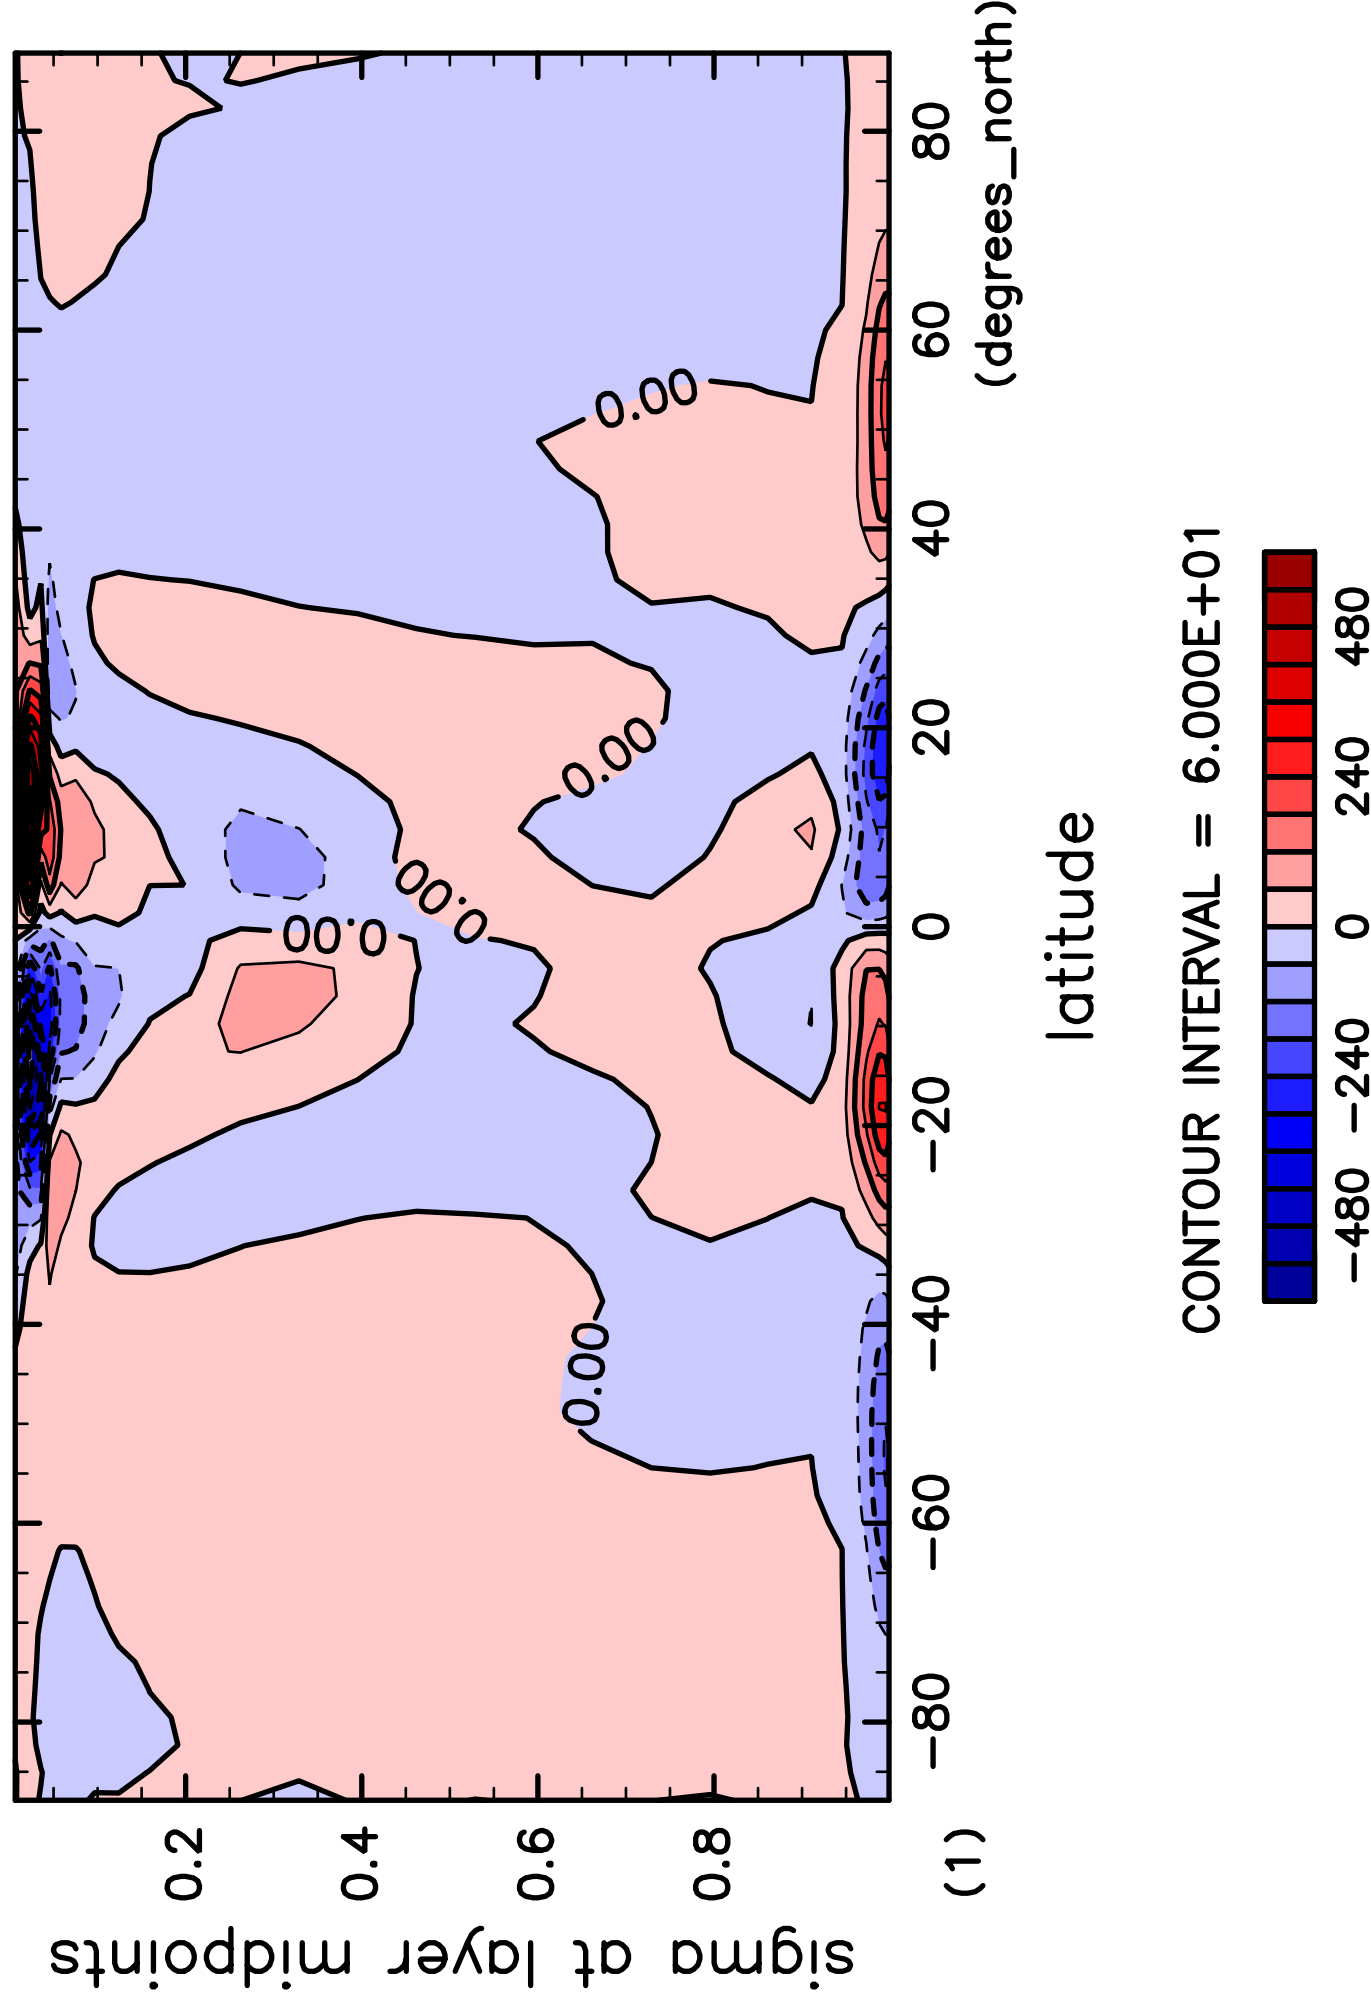 sigma at layer midpoints
0.2
0.4
0.6
0.8
(1)
0.00
0.00
0.00
0.00
0.00
−80 −60 −40 −20 0 20 40 60 80
(degrees_north)
latitude
CONTOUR INTERVAL = 6.000E+01
−480 −240 0 240 480